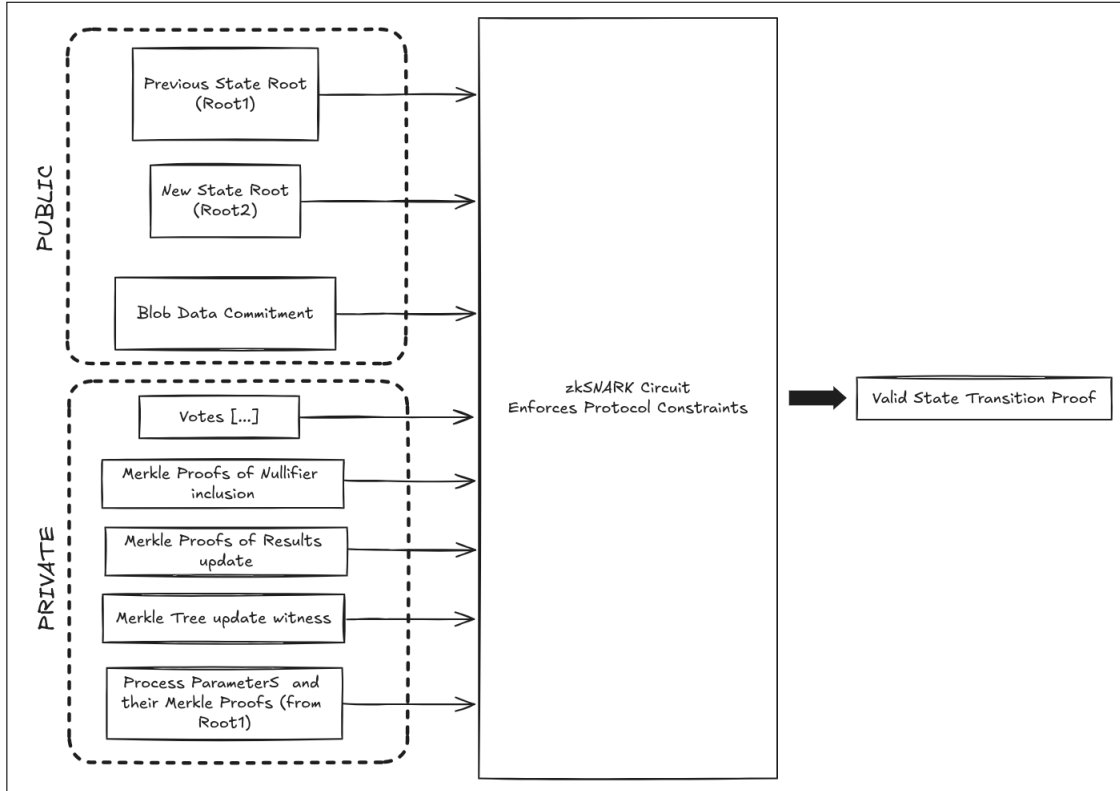 PUBLIC
Previous State Root
(Root1)
New State Root
(Root2)
Blob Data Commitment
PRIVATE
Votes [...]
Merkle Proofs of Nullifier
inclusion
Merkle Proofs of Results
update
Merkle Tree update witness
Process ParameterS and
their Merkle Proofs (from
Root1)
zkSNARK Circuit
Enforces Protocol Constraints
Valid State Transition Proof